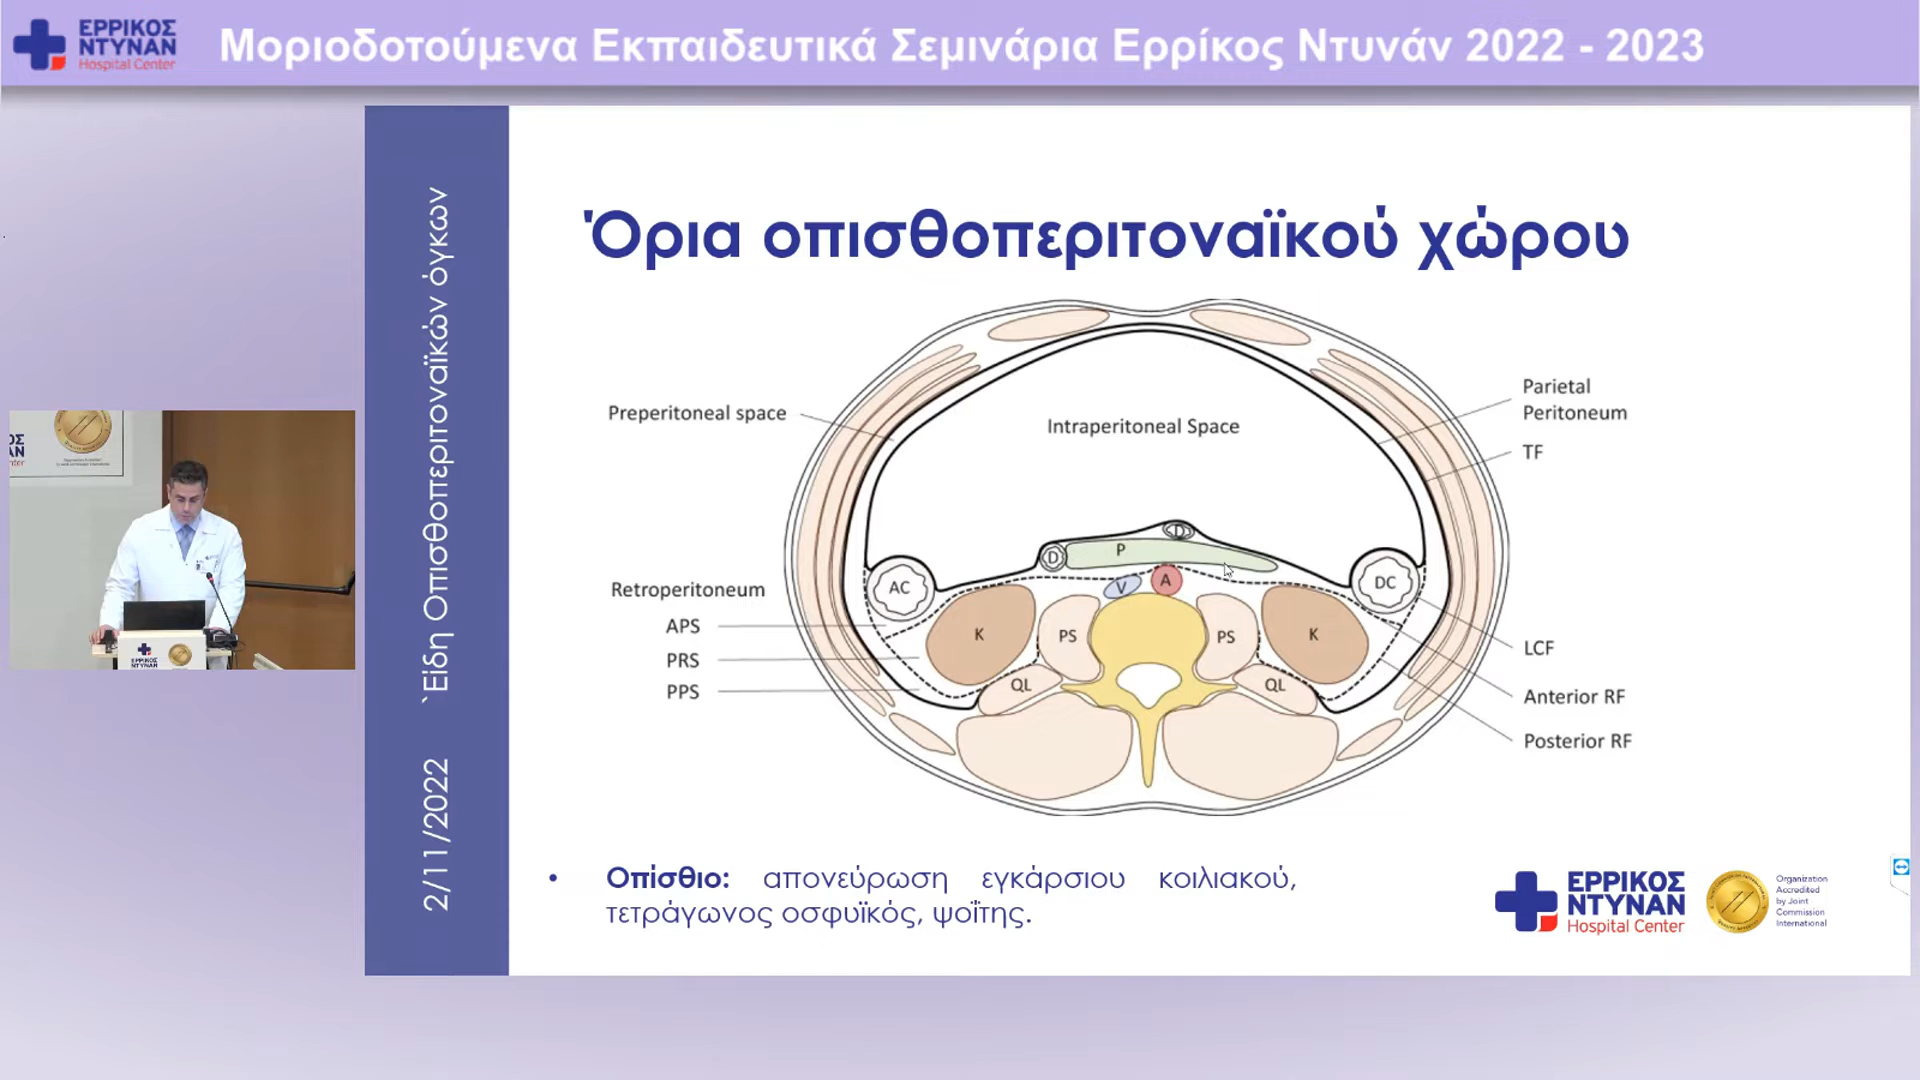 ΕΡΡΙΚΟΣ
ΝΤΥΝΑΝ
Hospital Center
Μοριοδοτούμενα Εκπαιδευτικά Σεμινάρια Ερρίκος Ντυνάν 2022 - 2023
2/11/2022 `Είδη Οπισθοπεριτοναϊκών όγκων
Όρια οπισθοπεριτοναϊκού χώρου
Preperitoneal space
Intraperitoneal Space
Parietal
Peritoneum
TF
D
D
P
AC
V
A
DC
Retroperitoneum
APS
PRS
PPS
K
PS
PS
K
QL
QL
LCF
Anterior RF
Posterior RF
• Οπίσθιο: απονεύρωση εγκάρσιου κοιλιακού,
τετράγωνος οσφυϊκός, ψοΐτης.
ΕΡΡΙΚΟΣ
ΝΤΥΝΑΝ
Hospital Center
Organization
Accredited
by Joint
Commission
International
ΕΡΡΙΚΟΣ
ΝΤΥΝΑΝ